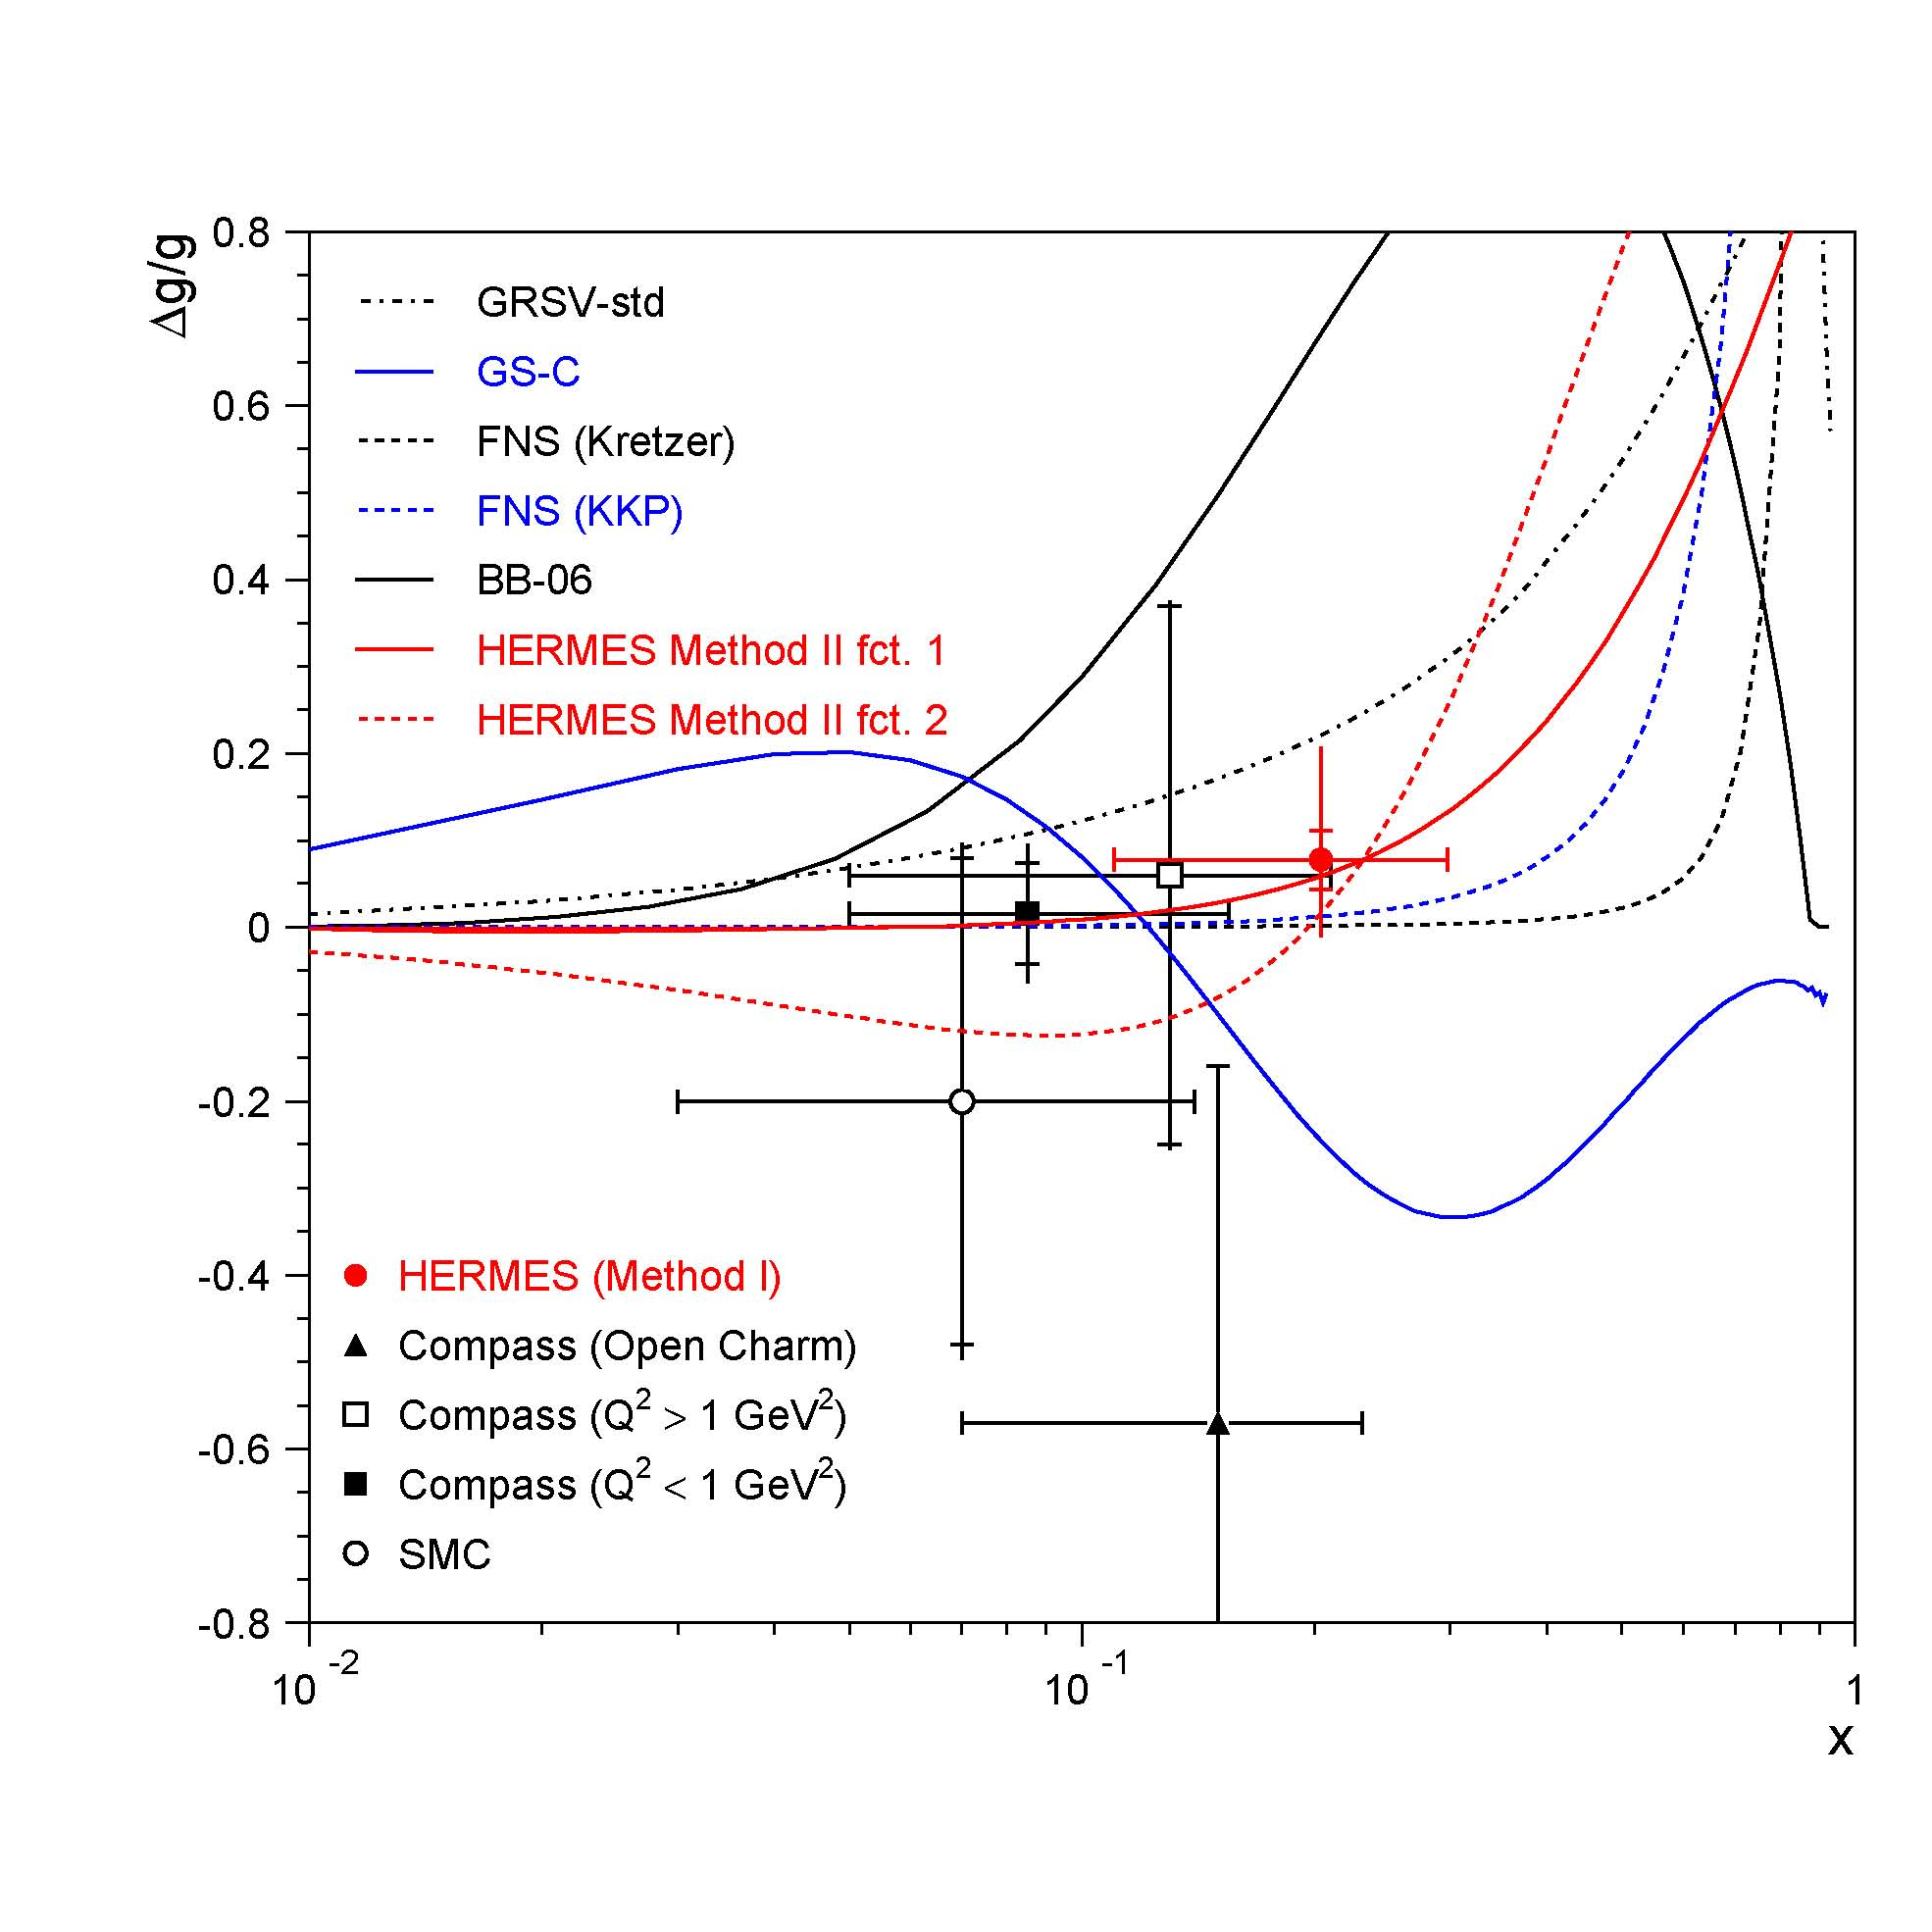 Δg/g
0.8
0.6
0.4
0.2
0
-0.2
-0.4
-0.6
-0.8
GRSV-std
GS-C
FNS (Kretzer)
FNS (KKP)
BB-06
HERMES Method II fct. 1
HERMES Method II fct. 2
HERMES (Method I)
Compass (Open Charm)
Compass (Q² > 1 GeV²)
Compass (Q² < 1 GeV²)
SMC
10⁻² 10⁻¹ 1
x